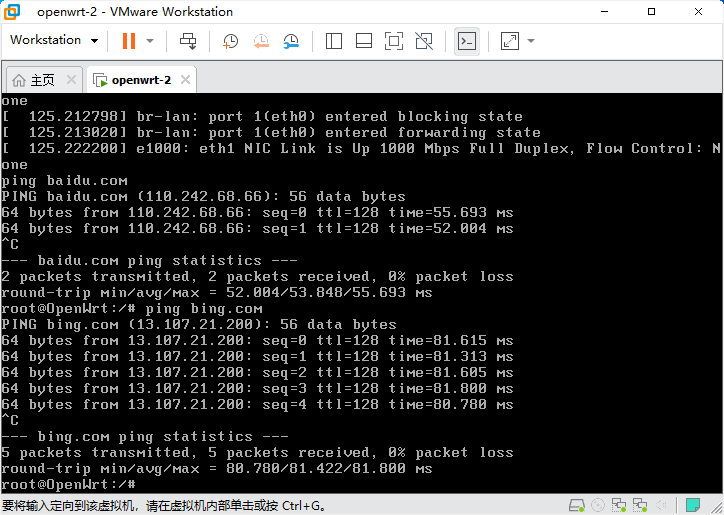 openwrt-2 - VMware Workstation
Workstation
主页
openwrt-2
one
[  125.212798] br-lan: port 1(eth0) entered blocking state
[  125.213020] br-lan: port 1(eth0) entered forwarding state
[  125.222200] e1000: eth1 NIC Link is Up 1000 Mbps Full Duplex, Flow Control: N
one
ping baidu.com
PING baidu.com (110.242.68.66): 56 data bytes
64 bytes from 110.242.68.66: seq=0 ttl=128 time=55.693 ms
64 bytes from 110.242.68.66: seq=1 ttl=128 time=52.004 ms
^C
--- baidu.com ping statistics ---
2 packets transmitted, 2 packets received, 0% packet loss
round-trip min/avg/max = 52.004/53.848/55.693 ms
root@OpenWrt:/# ping bing.com
PING bing.com (13.107.21.200): 56 data bytes
64 bytes from 13.107.21.200: seq=0 ttl=128 time=81.615 ms
64 bytes from 13.107.21.200: seq=1 ttl=128 time=81.313 ms
64 bytes from 13.107.21.200: seq=2 ttl=128 time=81.605 ms
64 bytes from 13.107.21.200: seq=3 ttl=128 time=81.800 ms
64 bytes from 13.107.21.200: seq=4 ttl=128 time=80.780 ms
^C
--- bing.com ping statistics ---
5 packets transmitted, 5 packets received, 0% packet loss
round-trip min/avg/max = 80.780/81.422/81.800 ms
root@OpenWrt:/#
要将输入定向到该虚拟机，请在虚拟机内部单击或按 Ctrl+G。